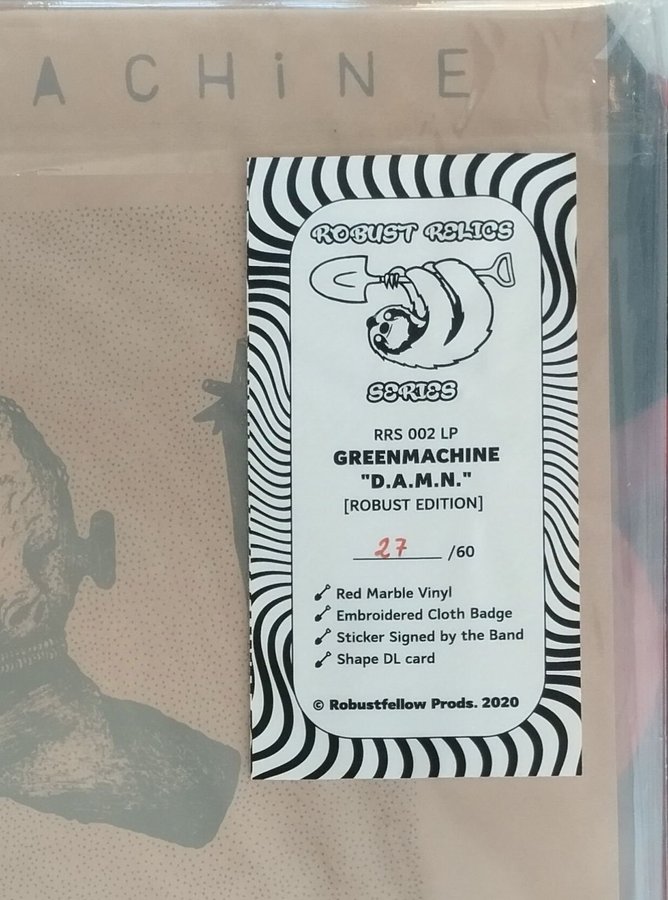 ACHiNE
ROBUST RELICS
SERIES
RRS 002 LP
GREENMACHINE
"D.A.M.N."
[ROBUST EDITION]
27 /60
Red Marble Vinyl
Embroidered Cloth Badge
Sticker Signed by the Band
Shape DL card
© Robustfellow Prods. 2020